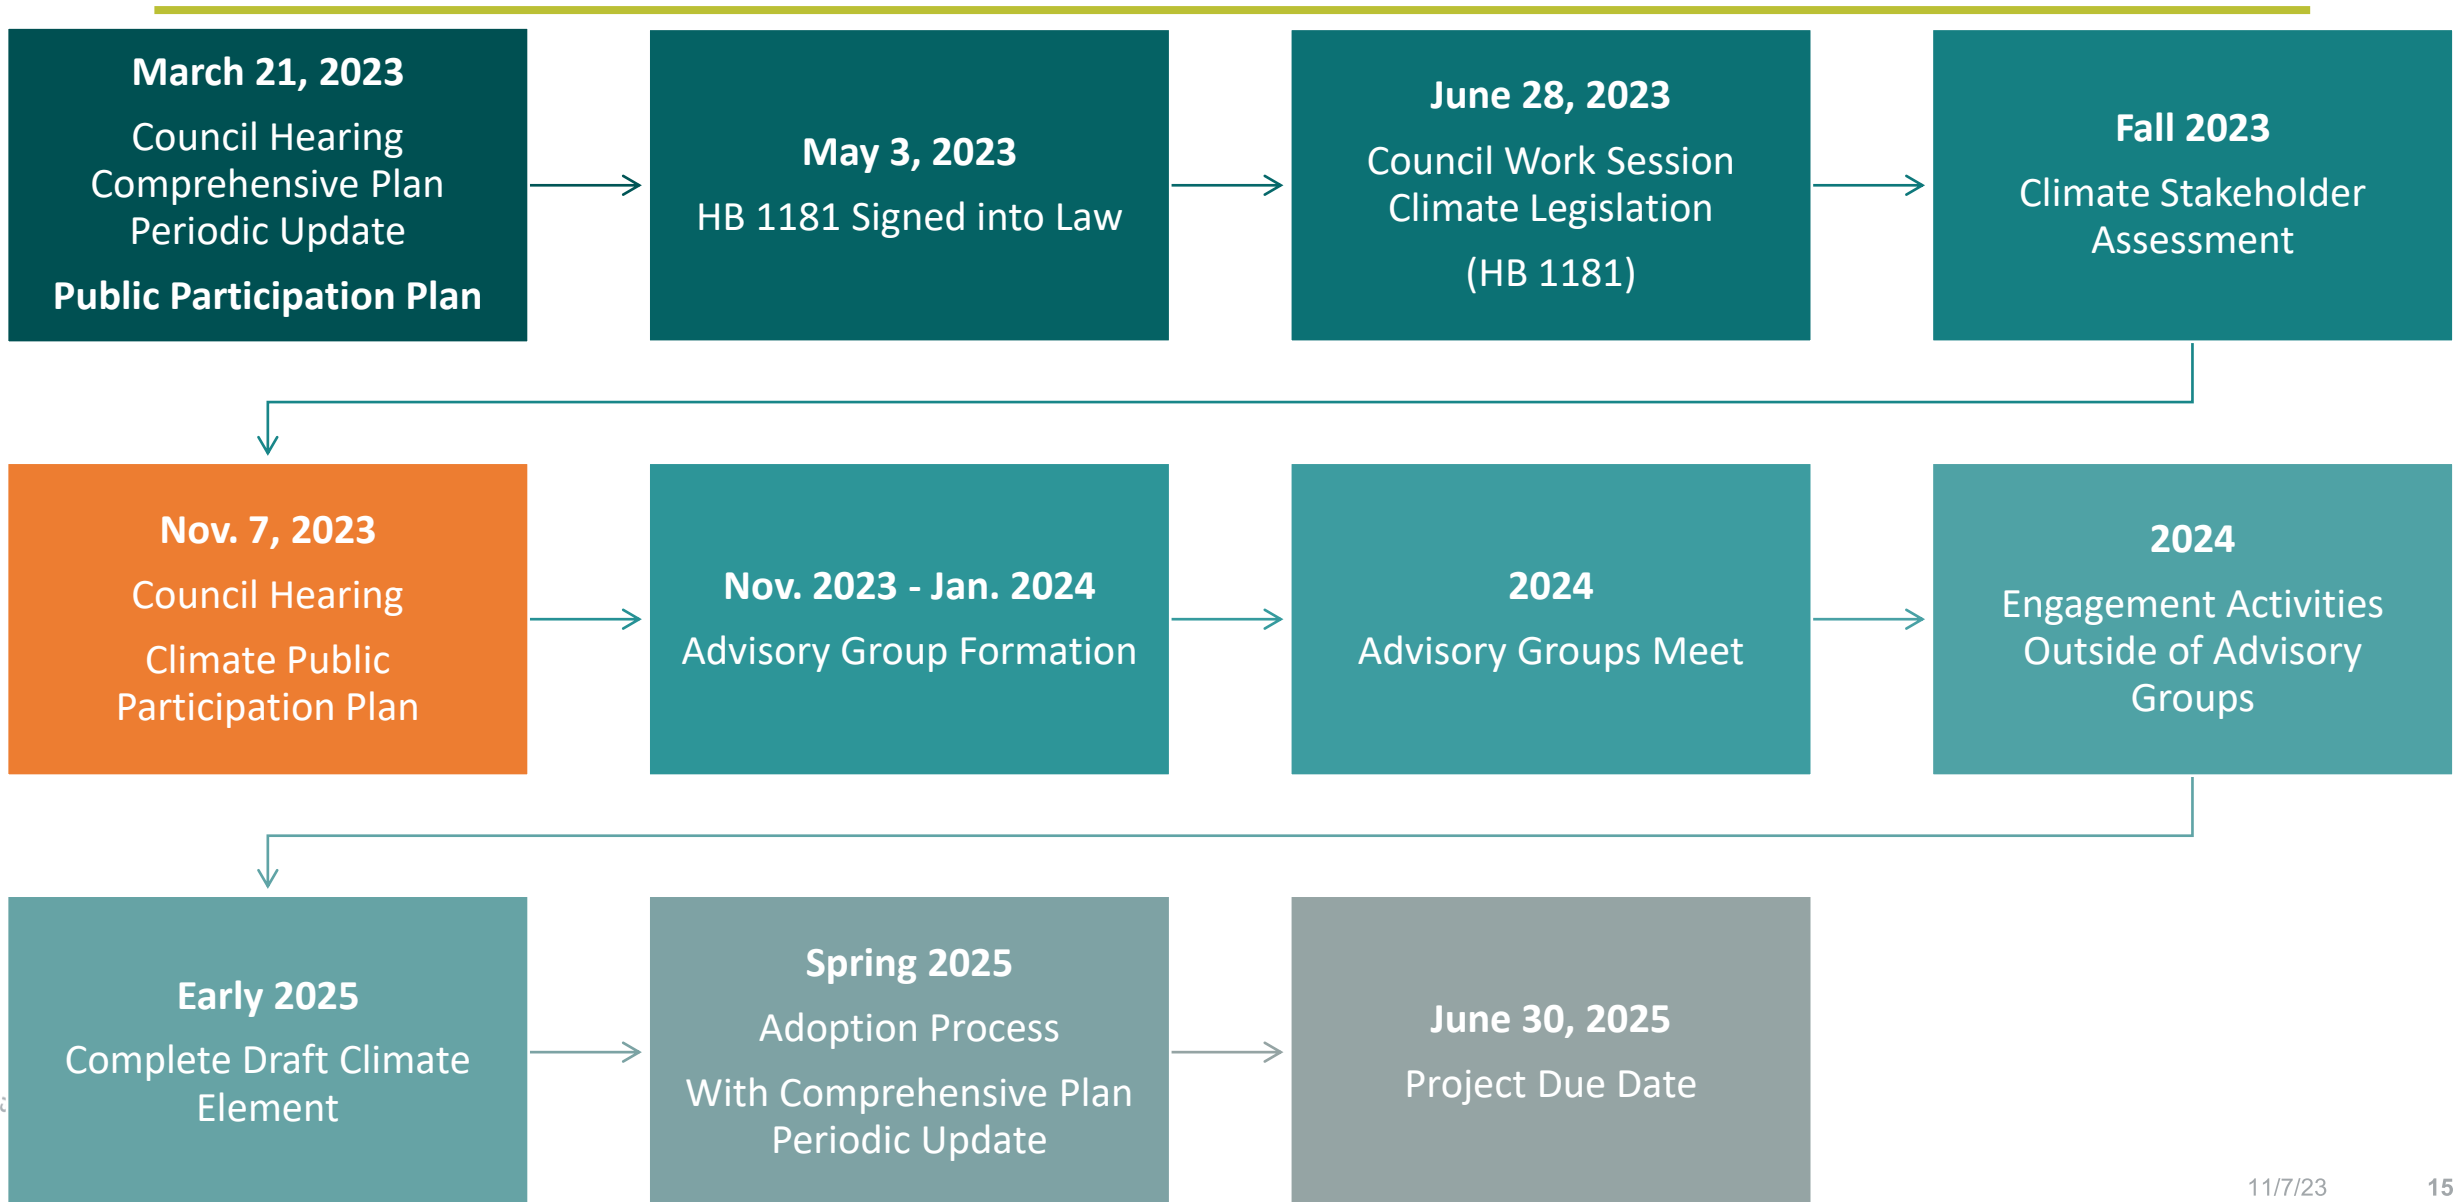 March 21, 2023
Council Hearing
Comprehensive Plan
Periodic Update
Public Participation Plan
May 3, 2023
HB 1181 Signed into Law
June 28, 2023
Council Work Session
Climate Legislation
(HB 1181)
Fall 2023
Climate Stakeholder
Assessment
Nov. 7, 2023
Council Hearing
Climate Public
Participation Plan
Nov. 2023 - Jan. 2024
Advisory Group Formation
2024
Advisory Groups Meet
2024
Engagement Activities
Outside of Advisory
Groups
Early 2025
Complete Draft Climate
Element
Spring 2025
Adoption Process
With Comprehensive Plan
Periodic Update
June 30, 2025
Project Due Date
11/7/23
15